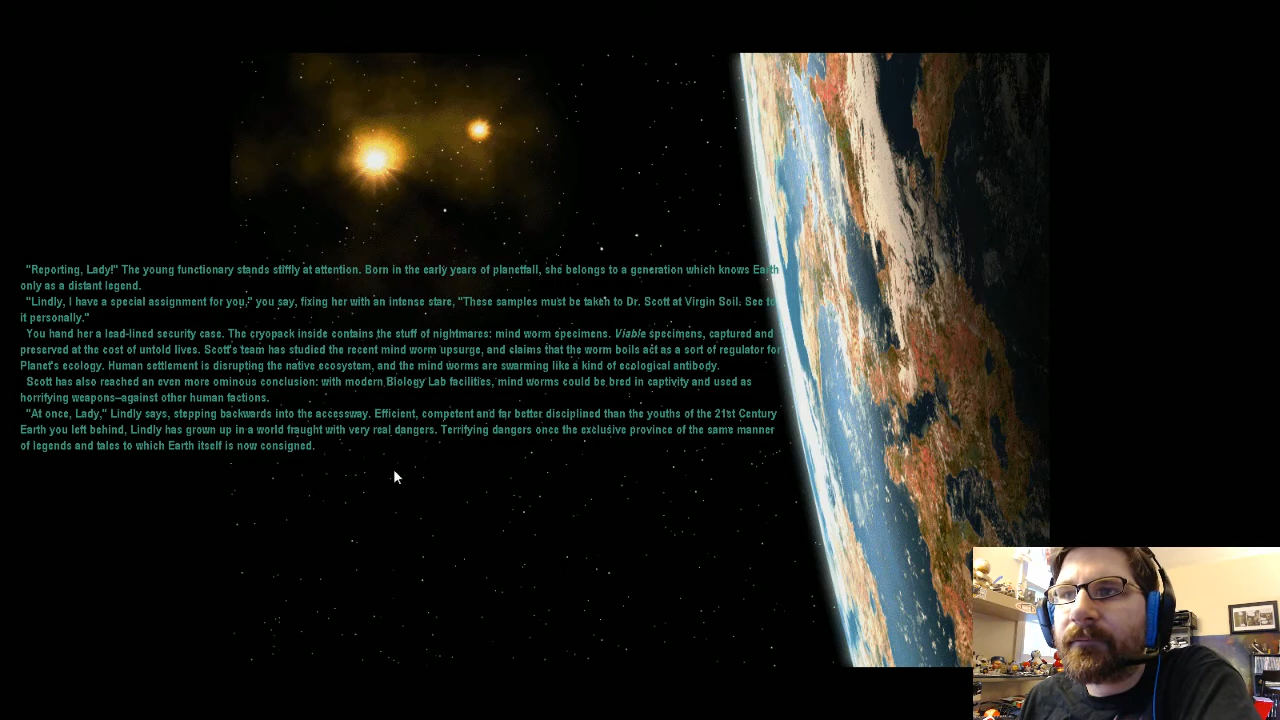 "Reporting, Lady!" The young functionary stands stiffly at attention. Born in the early years of planetfall, she belongs to a generation which knows Earth
only as a distant legend.
"Lindly, I have a special assignment for you," you say, fixing her with an intense stare, "These samples must be taken to Dr. Scott at Virgin Soil. See to
it personally."
You hand her a lead-lined security case. The cryopack inside contains the stuff of nightmares: mind worm specimens. Viable specimens, captured and
preserved at the cost of untold lives. Scott's team has studied the recent mind worm upsurge, and claims that the worm boils act as a sort of regulator for
Planet's ecology. Human settlement is disrupting the native ecosystem, and the mind worms are swarming like a kind of ecological antibody.
Scott has also reached an even more ominous conclusion: with modern Biology Lab facilities, mind worms could be bred in captivity and used as
horrifying weapons--against other human factions.
"At once, Lady," Lindly says, stepping backwards into the accessway. Efficient, competent and far better disciplined than the youths of the 21st Century
Earth you left behind, Lindly has grown up in a world fraught with very real dangers. Terrifying dangers once the exclusive province of the same manner
of legends and tales to which Earth itself is now consigned.